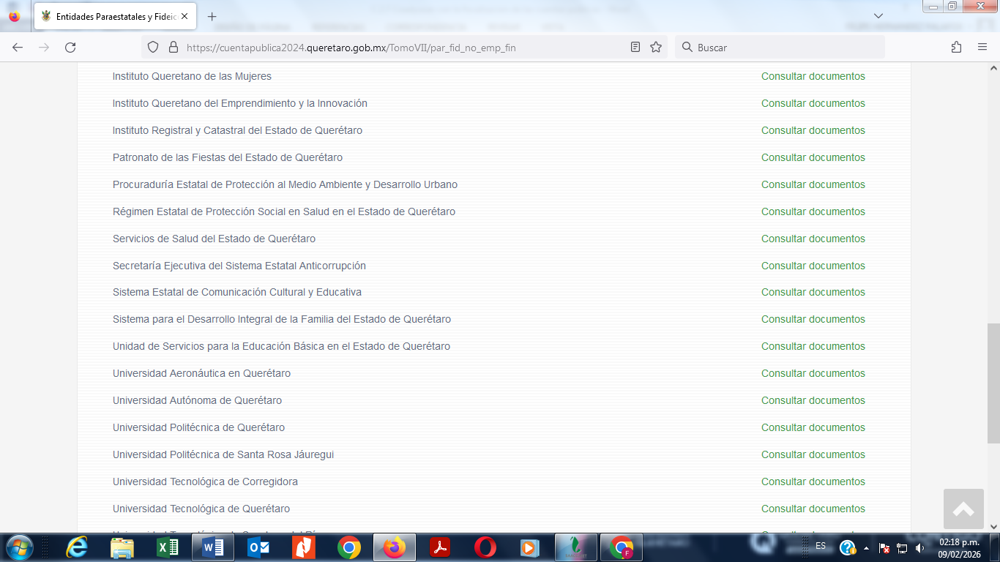 Entidades Paraestatales y Fideic
https://cuentapublica2024.queretaro.gob.mx/TomoVII/par_fid_no_emp_fin
Buscar
Instituto Queretano de las Mujeres Consultar documentos
Instituto Queretano del Emprendimiento y la Innovación Consultar documentos
Instituto Registral y Catastral del Estado de Querétaro Consultar documentos
Patronato de las Fiestas del Estado de Querétaro Consultar documentos
Procuraduría Estatal de Protección al Medio Ambiente y Desarrollo Urbano Consultar documentos
Régimen Estatal de Protección Social en Salud en el Estado de Querétaro Consultar documentos
Servicios de Salud del Estado de Querétaro Consultar documentos
Secretaría Ejecutiva del Sistema Estatal Anticorrupción Consultar documentos
Sistema Estatal de Comunicación Cultural y Educativa Consultar documentos
Sistema para el Desarrollo Integral de la Familia del Estado de Querétaro Consultar documentos
Unidad de Servicios para la Educación Básica en el Estado de Querétaro Consultar documentos
Universidad Aeronáutica en Querétaro Consultar documentos
Universidad Autónoma de Querétaro Consultar documentos
Universidad Politécnica de Querétaro Consultar documentos
Universidad Politécnica de Santa Rosa Jáuregui Consultar documentos
Universidad Tecnológica de Corregidora Consultar documentos
Universidad Tecnológica de Querétaro Consultar documentos
ES
02:18 p.m.
09/02/2026